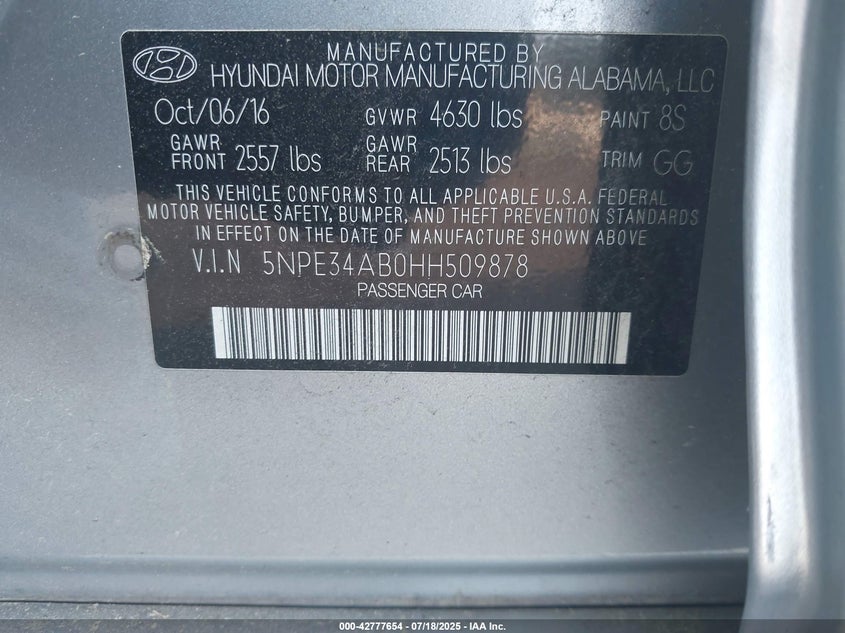 MANUFACTURED BY
HYUNDAI MOTOR MANUFACTURING ALABAMA, LLC
Oct/06/16 GVWR 4630 lbs PAINT 8S
GAWR FRONT 2557 lbs GAWR REAR 2513 lbs TRIM GG
THIS VEHICLE CONFORMS TO ALL APPLICABLE U.S.A. FEDERAL
MOTOR VEHICLE SAFETY, BUMPER, AND THEFT PREVENTION STANDARDS
IN EFFECT ON THE DATE OF MANUFACTURE SHOWN ABOVE
V.I.N 5NPE34AB0HH509878
PASSENGER CAR
000-42777654 - 07/18/2025 - IAA Inc.